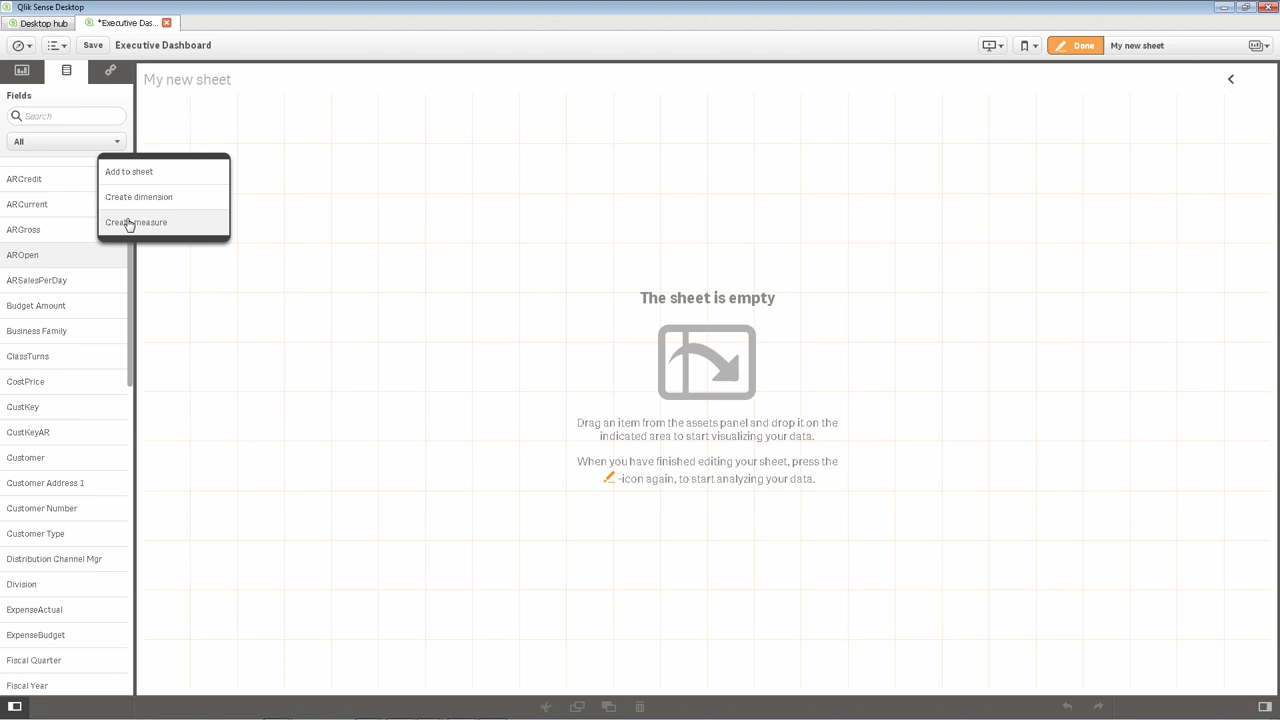 Qlik Sense Desktop
Desktop hub
*Executive Das...
Save
Executive Dashboard
Done
My new sheet
Fields
My new sheet
Search
All
Add to sheet
Create dimension
Create measure
ARCredit
ARCurrent
ARGross
AROpen
ARSalesPerDay
Budget Amount
Business Family
ClassTurns
CostPrice
CustKey
CustKeyAR
Customer
Customer Address 1
Customer Number
Customer Type
Distribution Channel Mgr
Division
ExpenseActual
ExpenseBudget
Fiscal Quarter
Fiscal Year
The sheet is empty
Drag an item from the assets panel and drop it on the
indicated area to start visualizing your data.
When you have finished editing your sheet, press the
-icon again, to start analyzing your data.